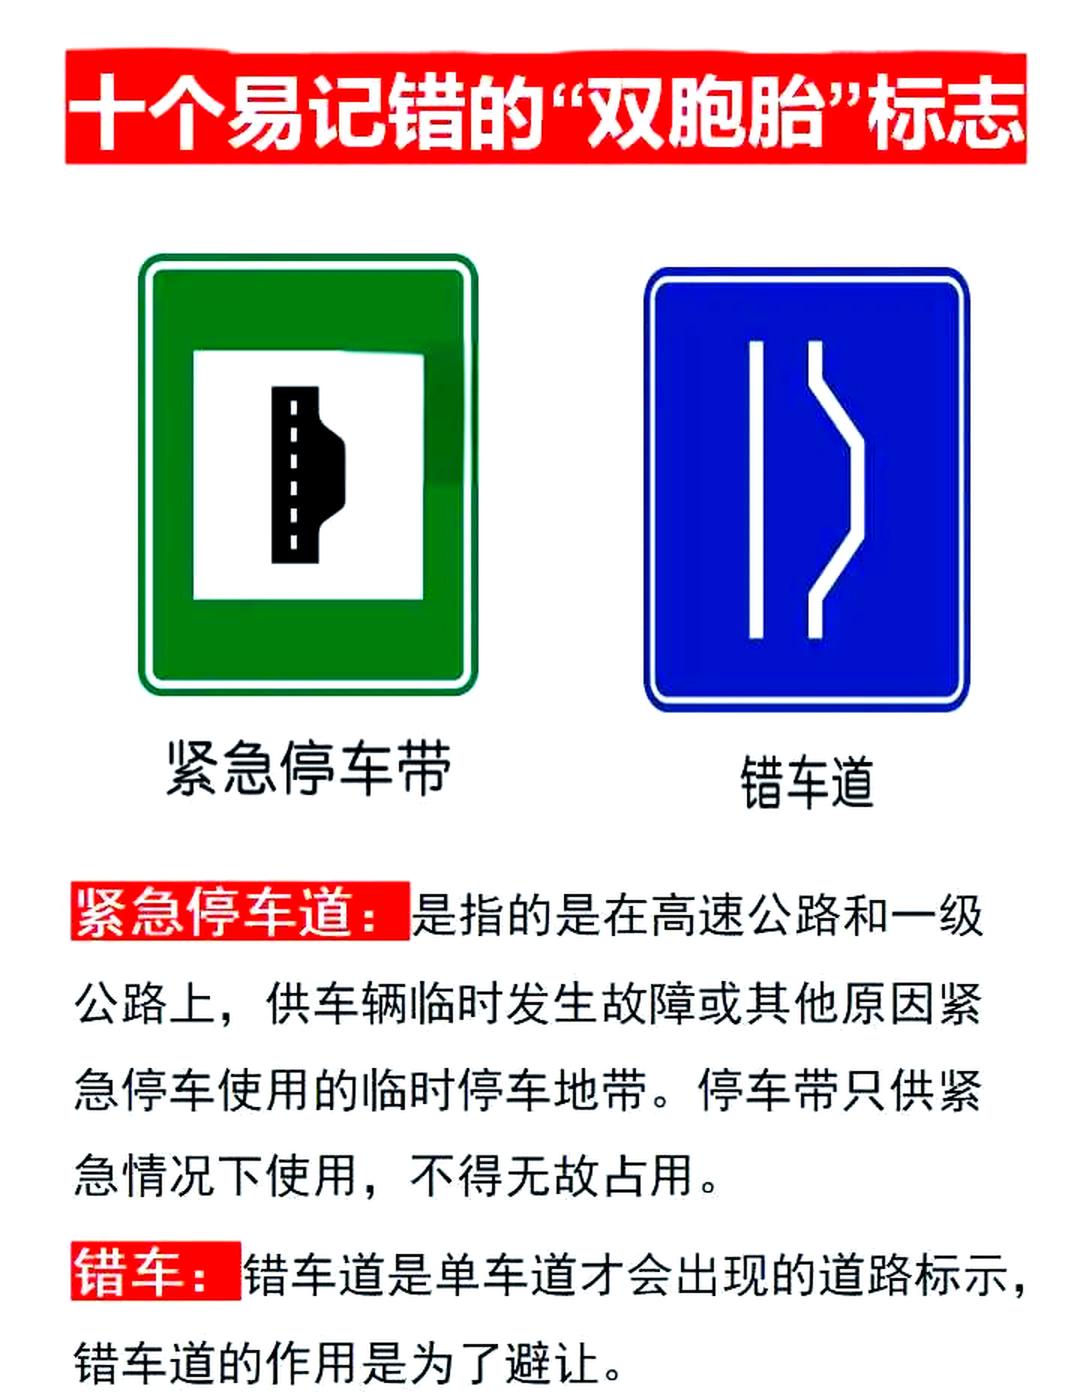 十个易记错的“双胞胎”标志
紧急停车带
错车道
紧急停车道：是指的是在高速公路和一级
公路上，供车辆临时发生故障或其他原因紧
急停车使用的临时停车地带。停车带只供紧
急情况下使用，不得无故占用。
错车：错车道是单车道才会出现的道路标示，
错车道的作用是为了避让。